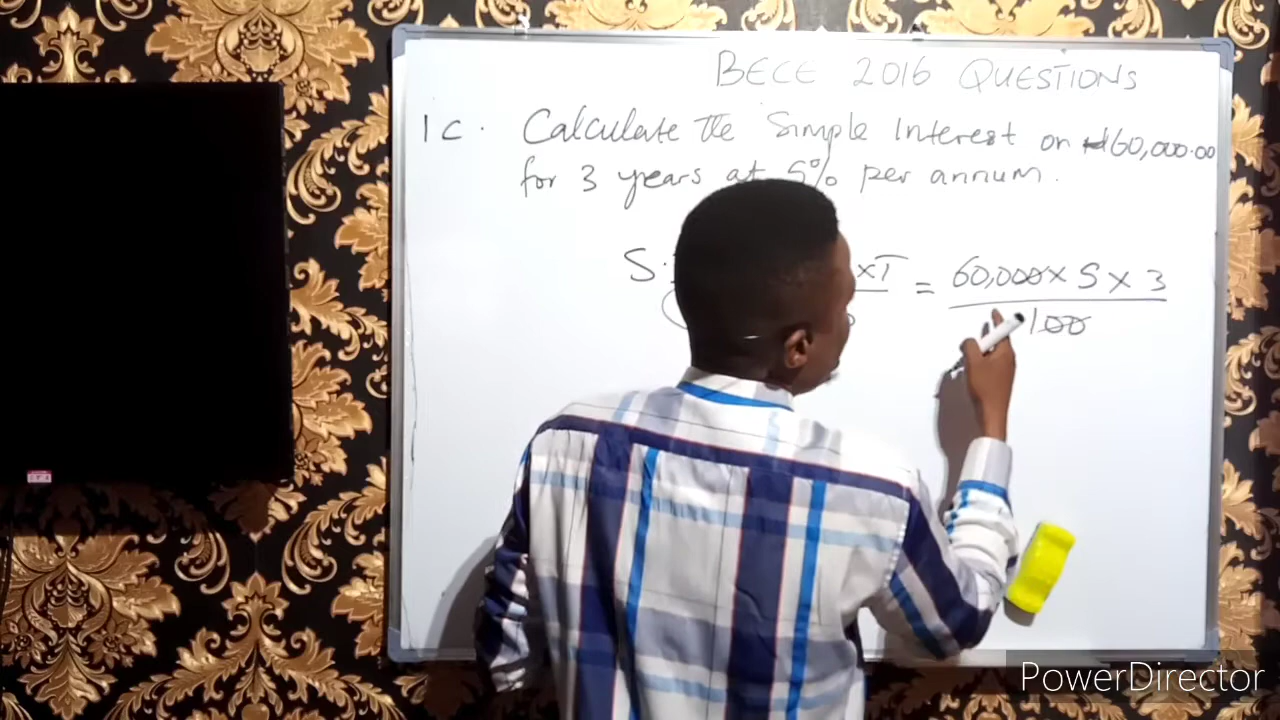 BECE 2016 QUESTIONS
1c. Calculate the Simple Interest on ₦60,000.00
for 3 years at 5% per annum.
S. xT = 60,000 x 5 x 3
100
PowerDirector